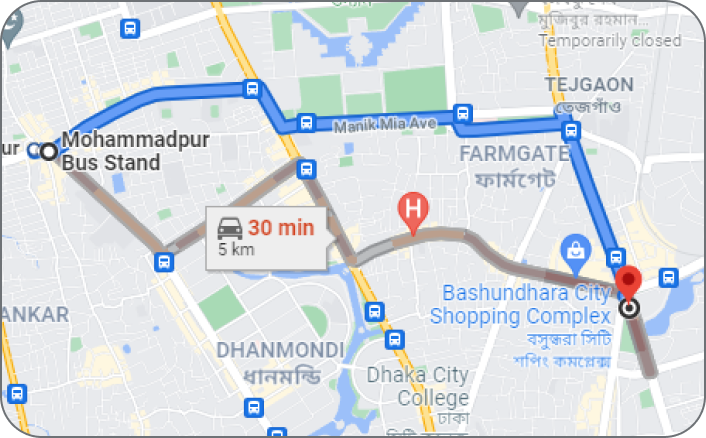 মুজিবুর রহমান...
Temporarily closed
TEJGAON
তেজগাঁও
ur
Mohammadpur
Bus Stand
Manik Mia Ave
FARMGATE
ফার্মগেট
H
30 min
5 km
Bashundhara City
Shopping Complex
বসুন্ধরা সিটি
শপিং কমপ্লেক্স
ANKAR
DHANMONDI
ধানমন্ডি
Dhaka City
College
ঢাকা